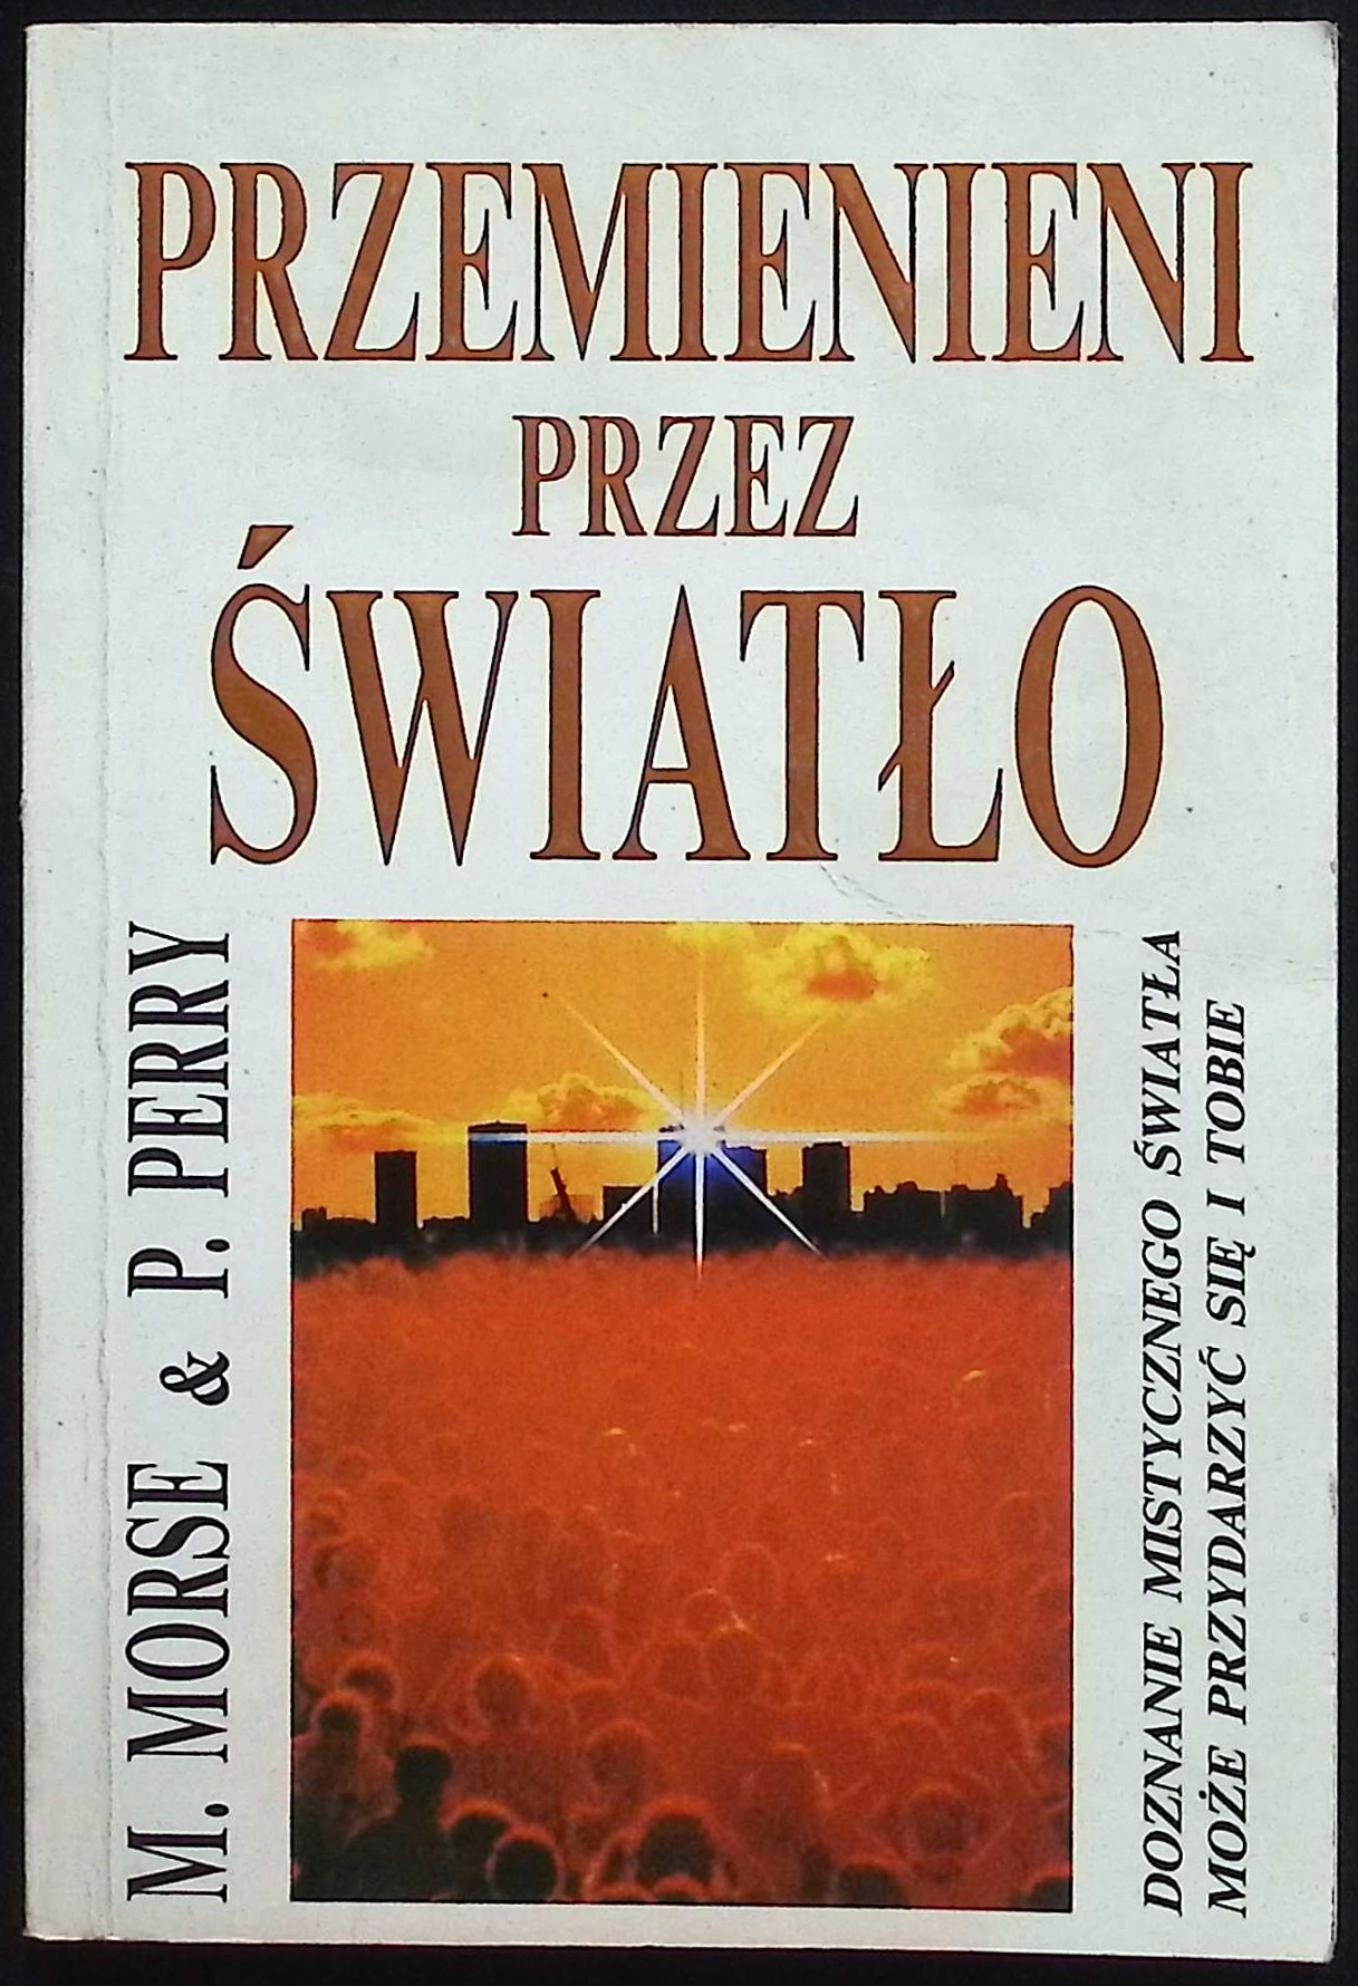 PRZEMIENIENI
PRZEZ
ŚWIATŁO
M. MORSE & P. PERRY
DOZNANIE MISTYCZNEGO ŚWIATŁA
MOŻE PRZYDARZYĆ SIĘ I TOBIE